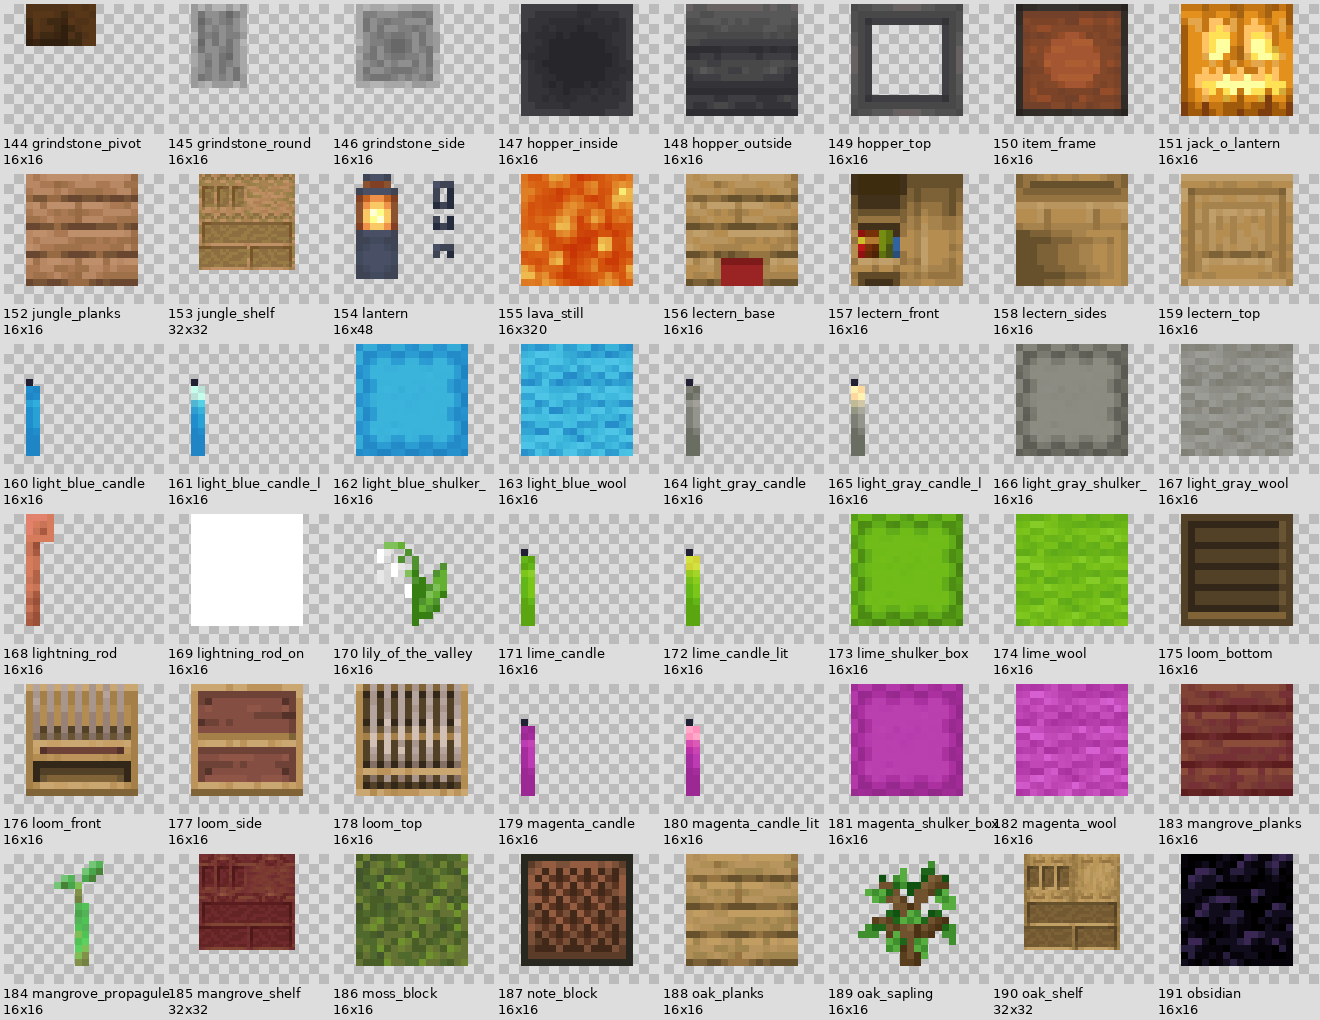 144 grindstone_pivot 145 grindstone_round 146 grindstone_side 147 hopper_inside 148 hopper_outside 149 hopper_top 150 item_frame 151 jack_o_lantern
16x16 16x16 16x16 16x16 16x16 16x16 16x16 16x16
152 jungle_planks 153 jungle_shelf 154 lantern 155 lava_still 156 lectern_base 157 lectern_front 158 lectern_sides 159 lectern_top
16x16 32x32 16x48 16x320 16x16 16x16 16x16 16x16
160 light_blue_candle 161 light_blue_candle_l 162 light_blue_shulker_ 163 light_blue_wool 164 light_gray_candle 165 light_gray_candle_l 166 light_gray_shulker_ 167 light_gray_wool
16x16 16x16 16x16 16x16 16x16 16x16 16x16 16x16
168 lightning_rod 169 lightning_rod_on 170 lily_of_the_valley 171 lime_candle 172 lime_candle_lit 173 lime_shulker_box 174 lime_wool 175 loom_bottom
16x16 16x16 16x16 16x16 16x16 16x16 16x16 16x16
176 loom_front 177 loom_side 178 loom_top 179 magenta_candle 180 magenta_candle_lit 181 magenta_shulker_box 182 magenta_wool 183 mangrove_planks
16x16 16x16 16x16 16x16 16x16 16x16 16x16 16x16
184 mangrove_propagule 185 mangrove_shelf 186 moss_block 187 note_block 188 oak_planks 189 oak_sapling 190 oak_shelf 191 obsidian
16x16 32x32 16x16 16x16 16x16 16x16 32x32 16x16